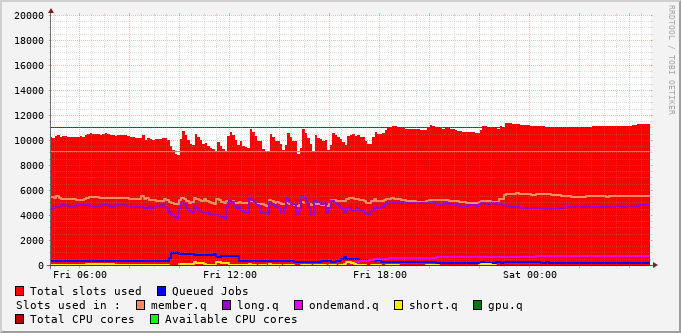 20000
18000
16000
14000
12000
10000
8000
6000
4000
2000
0
Fri 06:00 Fri 12:00 Fri 18:00 Sat 00:00
Total slots used Queued Jobs
Slots used in : member.q long.q ondemand.q short.q gpu.q
Total CPU cores Available CPU cores
RRDTOOL / TOBI OETIKER